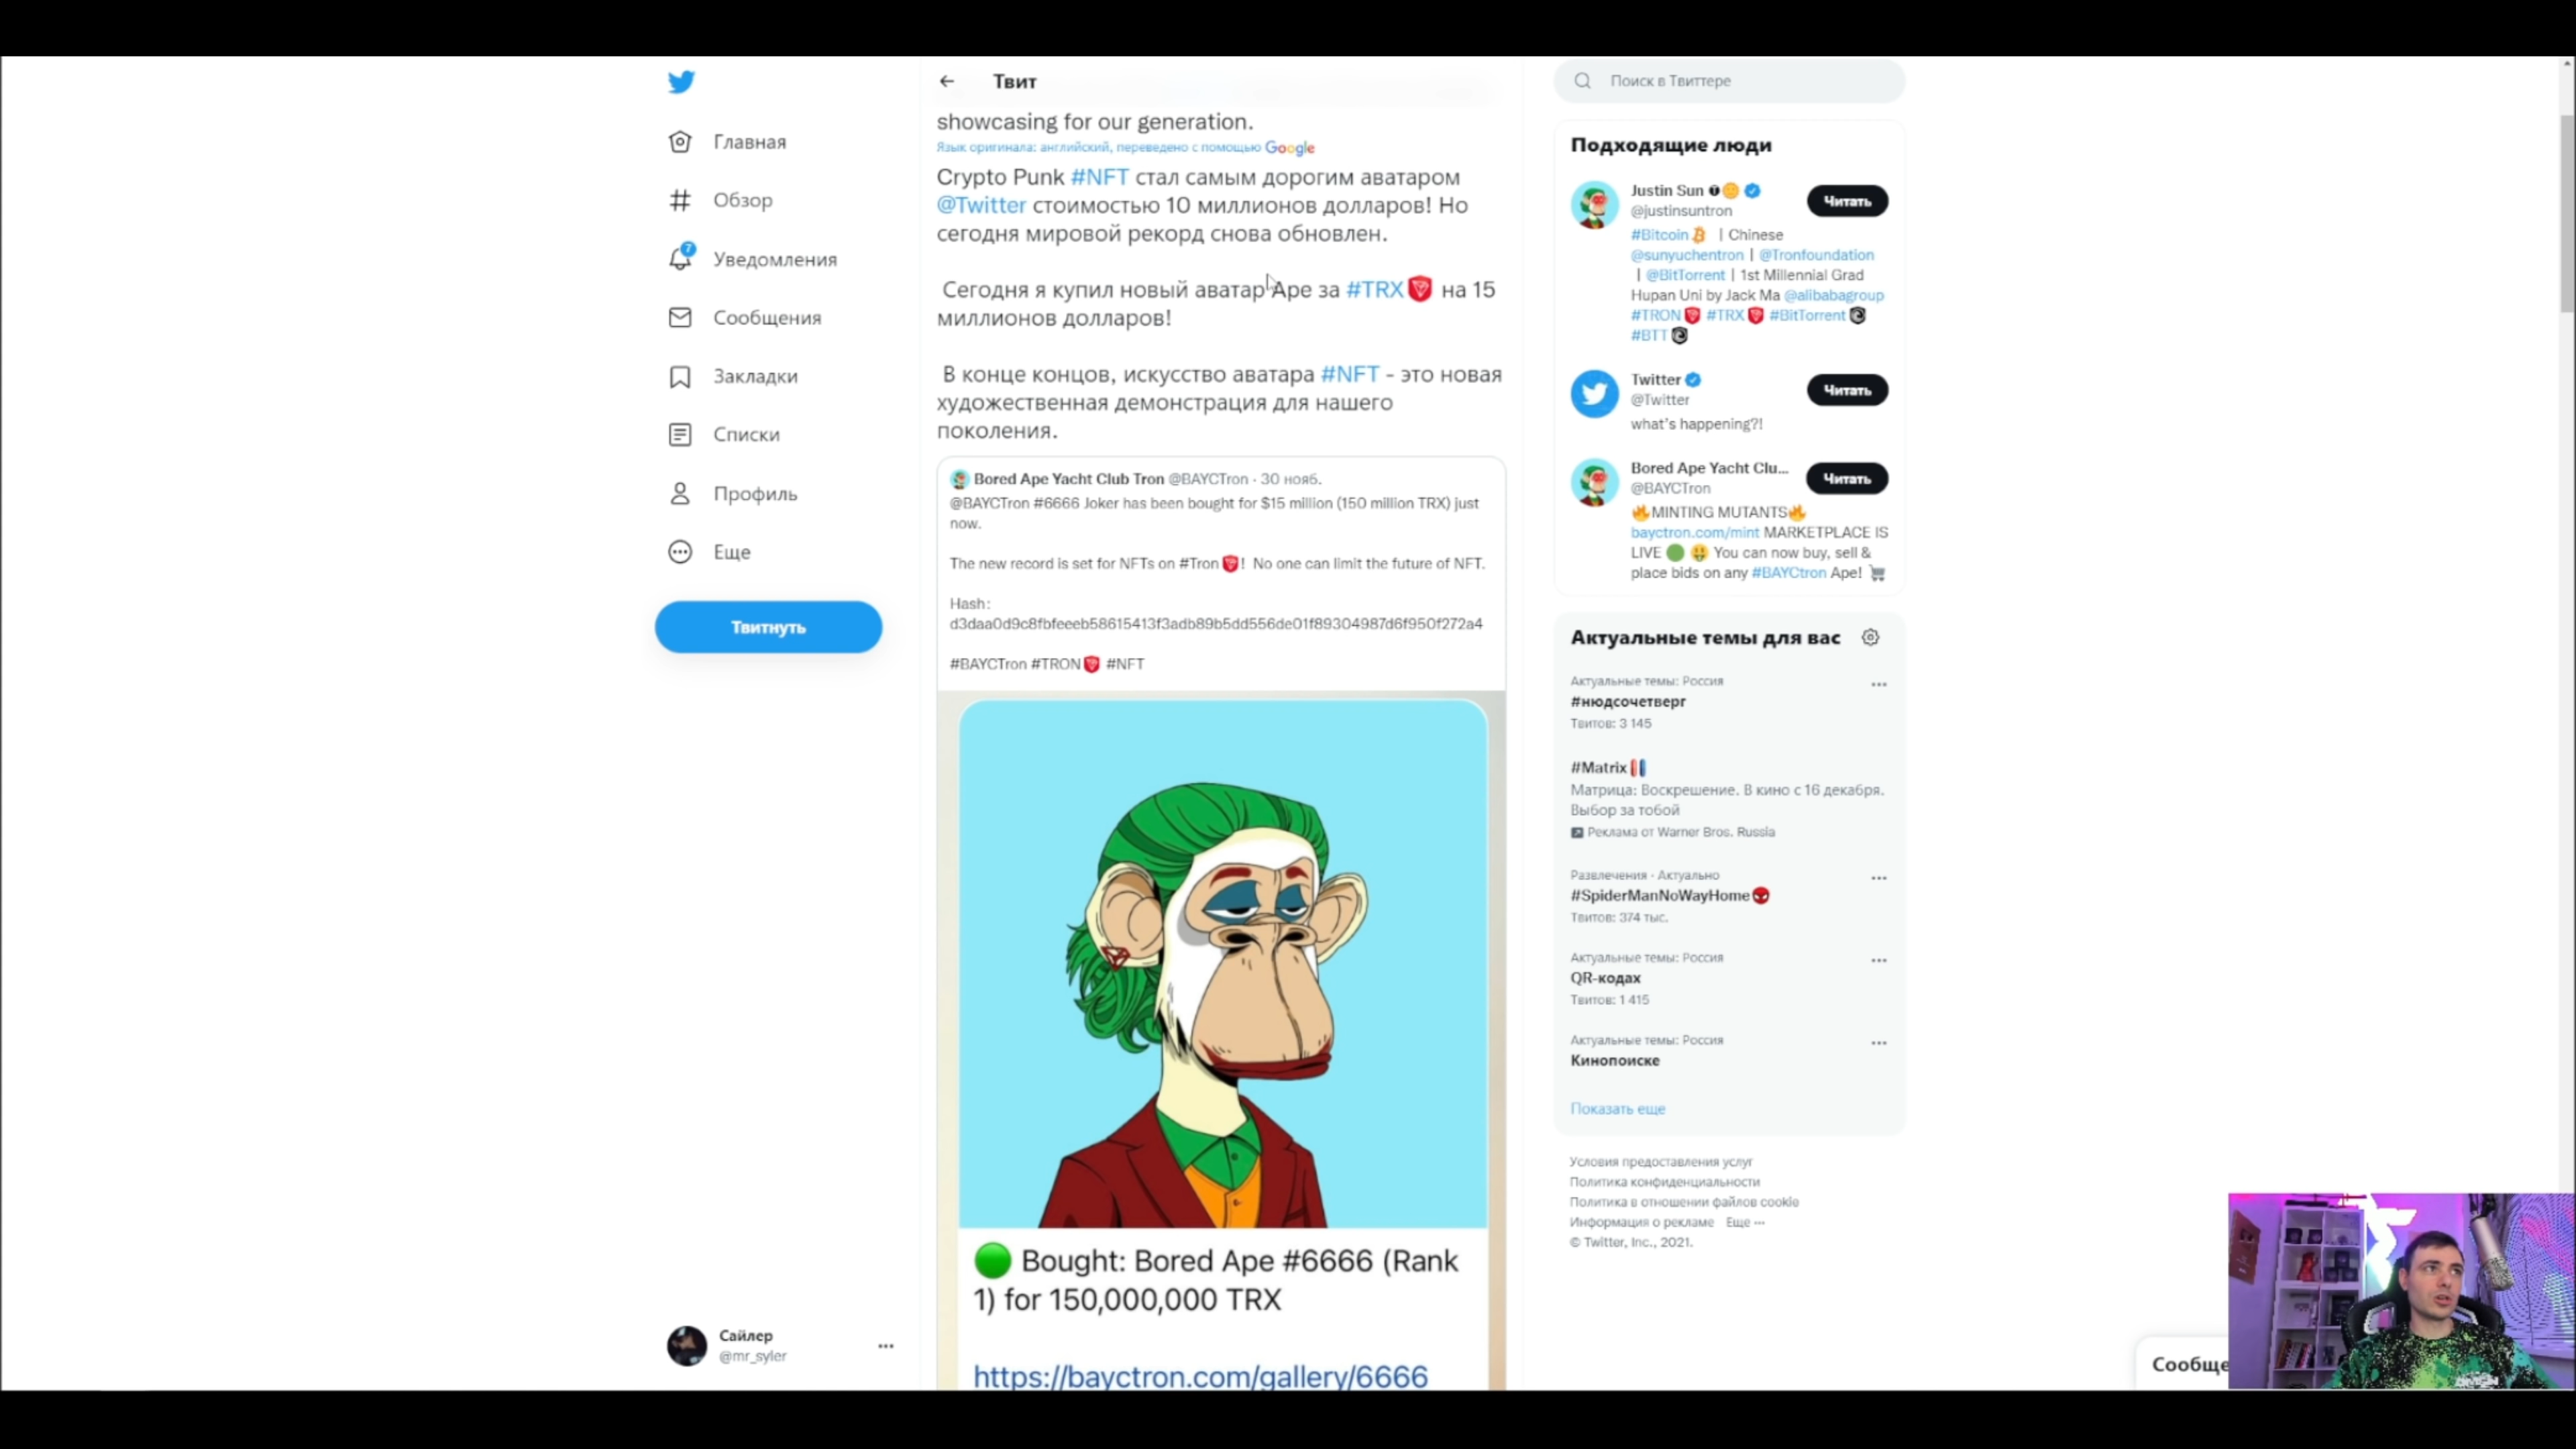 Твит
showcasing for our generation.
Язык оригинала: английский, переведено с помощью Google
Crypto Punk #NFT стал самым дорогим аватаром
@Twitter стоимостью 10 миллионов долларов! Но
сегодня мировой рекорд снова обновлен.
Сегодня я купил новый аватар Ape за #TRX на 15
миллионов долларов!
В конце концов, искусство аватара #NFT - это новая
художественная демонстрация для нашего
поколения.
Bored Ape Yacht Club Tron @BAYCTron · 30 нояб.
@BAYCTron #6666 Joker has been bought for $15 million (150 million TRX) just
now.
The new record is set for NFTs on #Tron ! No one can limit the future of NFT.
Hash:
d3daa0d9c8fbfeeeb58615413f3adb89b5dd556de01f89304987d6f950f272a4
#BAYCTron #TRON #NFT
Bought: Bored Ape #6666 (Rank
1) for 150,000,000 TRX
https://bayctron.com/gallery/6666
Главная
Обзор
7
Уведомления
Сообщения
Закладки
Списки
Профиль
Еще
Твитнуть
Сайлер
@mr_syler
Поиск в Твиттере
Подходящие люди
Justin Sun
@justinsuntron
Читать
#Bitcoin | Chinese
@sunyuchentron | @Tronfoundation
| @BitTorrent | 1st Millennial Grad
Hupan Uni by Jack Ma @alibabagroup
#TRON #TRX #BitTorrent
#BTT
Twitter
@Twitter
Читать
what's happening?!
Bored Ape Yacht Clu...
@BAYCTron
Читать
MINTING MUTANTS
bayctron.com/mint MARKETPLACE IS
LIVE You can now buy, sell &
place bids on any #BAYCtron Ape!
Актуальные темы для вас
Актуальные темы: Россия
#нюдсочетверг
Твитов: 3 145
#Matrix
Матрица: Воскрешение. В кино с 16 декабря.
Выбор за тобой
Реклама от Warner Bros. Russia
Развлечения · Актуально
#SpiderManNoWayHome
Твитов: 374 тыс.
Актуальные темы: Россия
QR-кодах
Твитов: 1 415
Актуальные темы: Россия
Кинопоиске
Показать еще
Условия предоставления услуг
Политика конфиденциальности
Политика в отношении файлов cookie
Информация о рекламе Еще ···
© Twitter, Inc., 2021.
Сообще